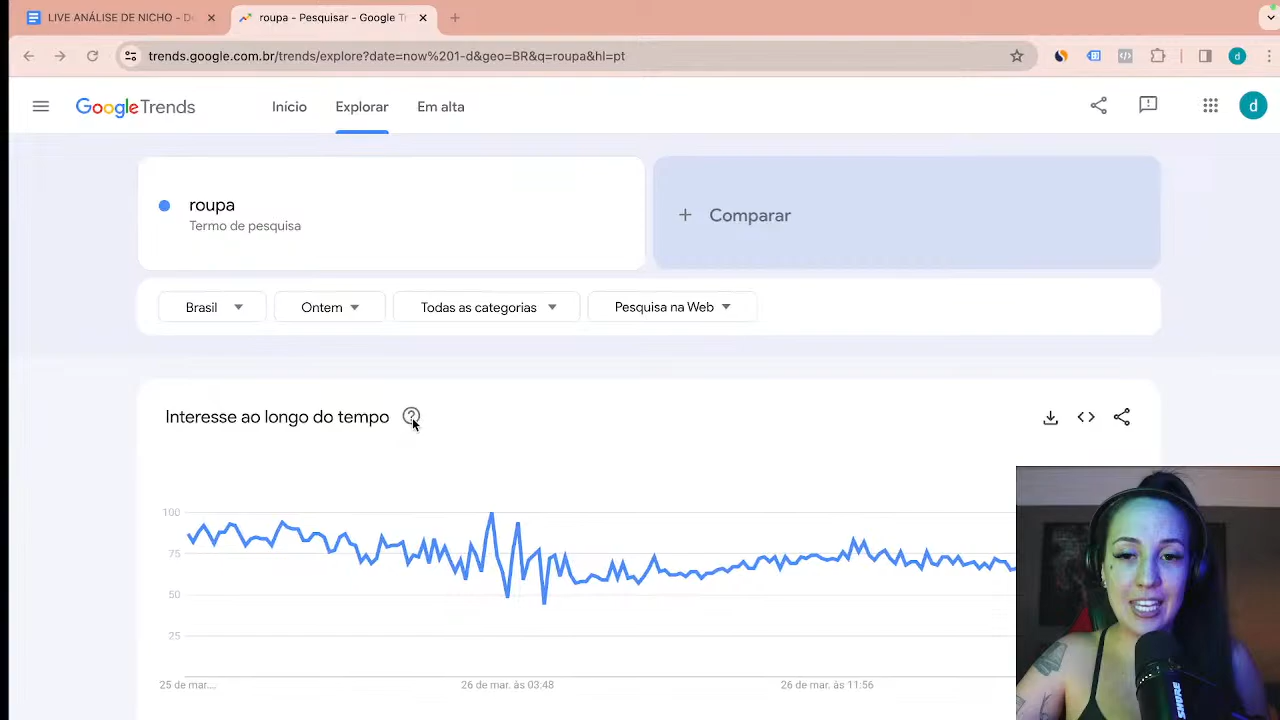 LIVE ANÁLISE DE NICHO - D
roupa - Pesquisar - Google T
trends.google.com.br/trends/explore?date=now%201-d&geo=BR&q=roupa&hl=pt
d
Google Trends
Início
Explorar
Em alta
d
roupa
Termo de pesquisa
+ Comparar
Brasil
Ontem
Todas as categorias
Pesquisa na Web
Interesse ao longo do tempo
100
75
50
25
25 de mar....
26 de mar. às 03:48
26 de mar. às 11:56
SHURE